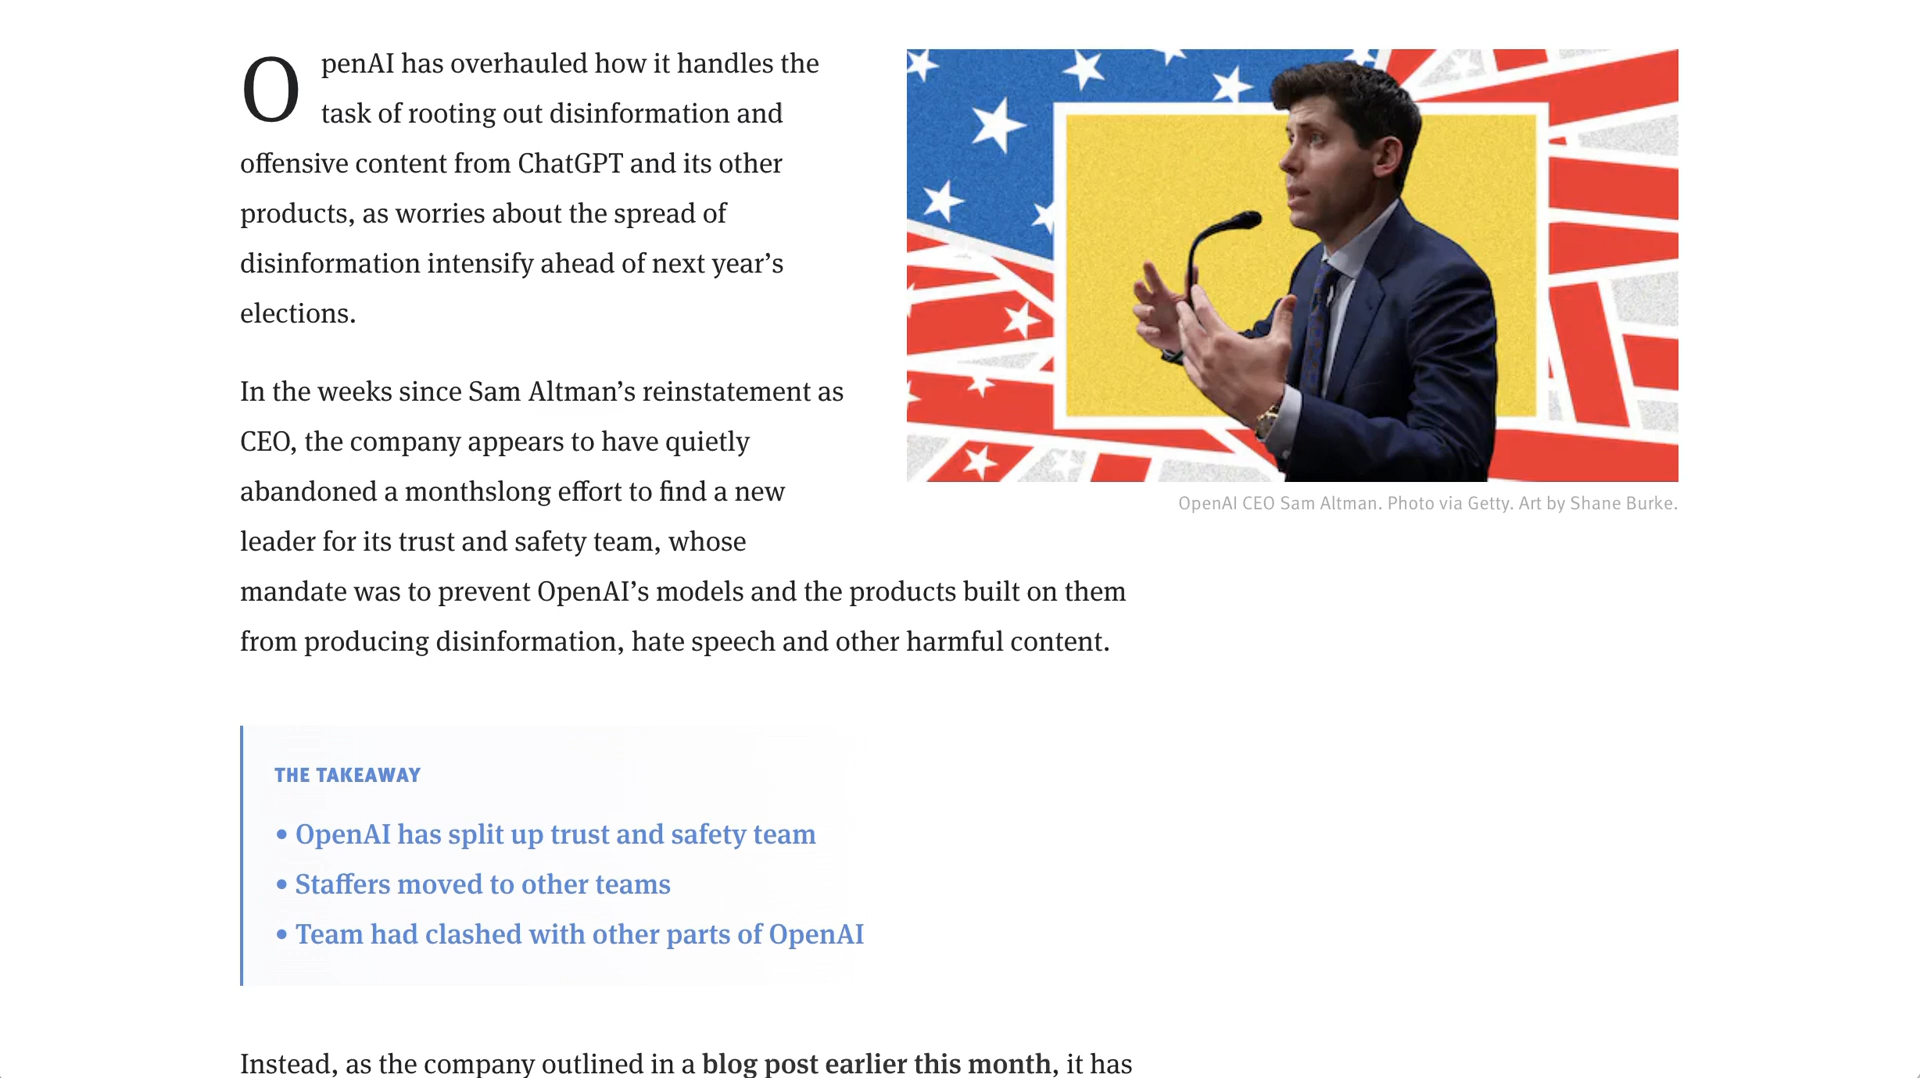 OpenAI has overhauled how it handles the
task of rooting out disinformation and
offensive content from ChatGPT and its other
products, as worries about the spread of
disinformation intensify ahead of next year’s
elections.
In the weeks since Sam Altman’s reinstatement as
CEO, the company appears to have quietly
abandoned a monthslong effort to find a new
leader for its trust and safety team, whose
mandate was to prevent OpenAI’s models and the products built on them
from producing disinformation, hate speech and other harmful content.
OpenAI CEO Sam Altman. Photo via Getty. Art by Shane Burke.
THE TAKEAWAY
• OpenAI has split up trust and safety team
• Staffers moved to other teams
• Team had clashed with other parts of OpenAI
Instead, as the company outlined in a blog post earlier this month, it has